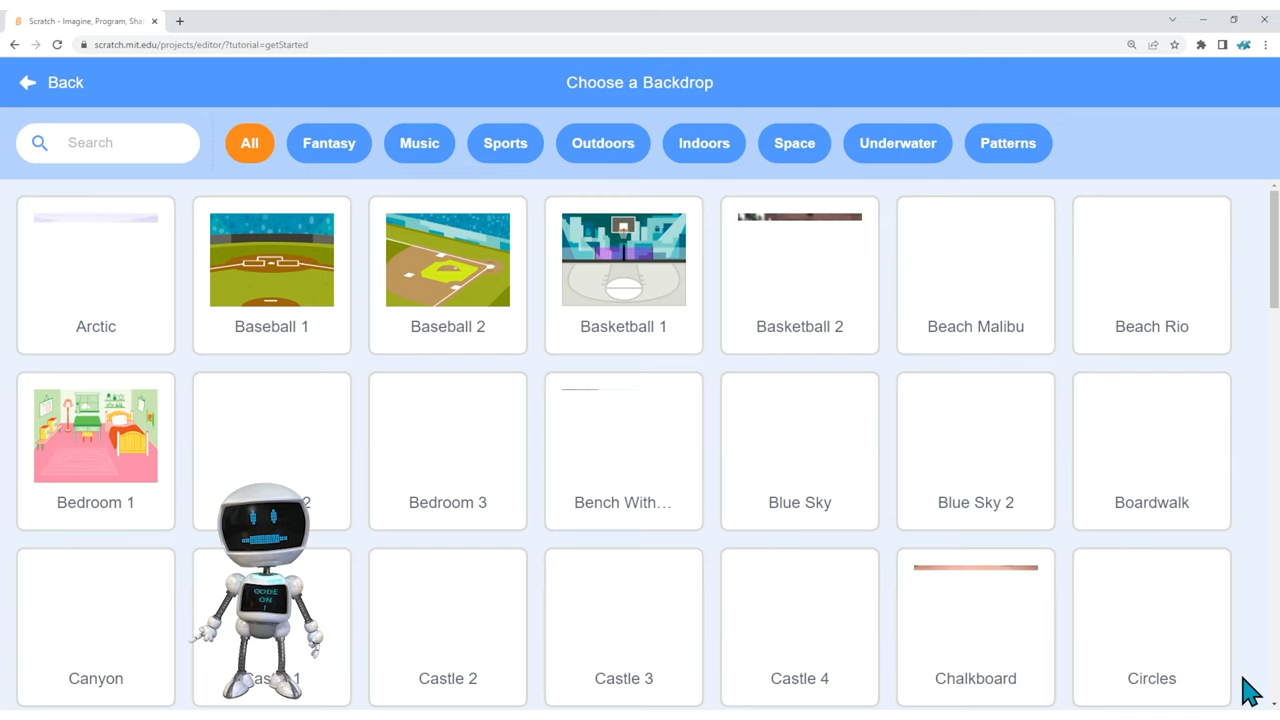 Scratch - Imagine, Program, Sha
scratch.mit.edu/projects/editor/?tutorial=getStarted
Back
Choose a Backdrop
Search
All
Fantasy
Music
Sports
Outdoors
Indoors
Space
Underwater
Patterns
Arctic
Baseball 1
Baseball 2
Basketball 1
Basketball 2
Beach Malibu
Beach Rio
Bedroom 1
2
Bedroom 3
Bench With...
Blue Sky
Blue Sky 2
Boardwalk
CODE
ON
!
Canyon
1
Castle 2
Castle 3
Castle 4
Chalkboard
Circles